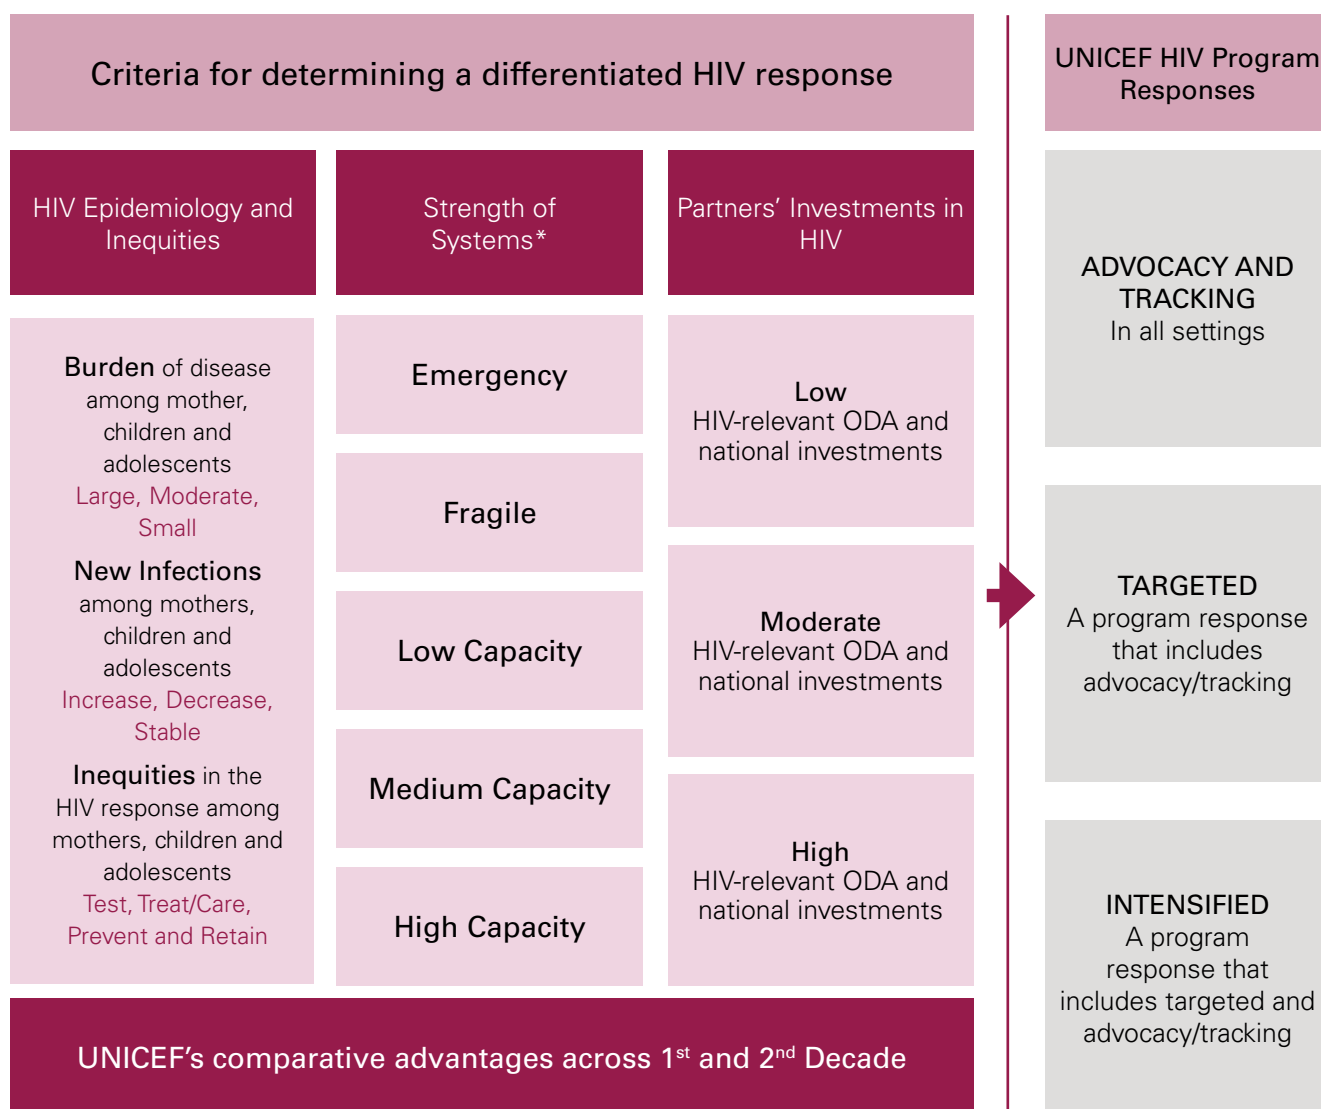 Criteria for determining a differentiated HIV response
HIV Epidemiology and
Inequities
Burden of disease
among mother,
children and
adolescents
Large, Moderate,
Small
New Infections
among mothers,
children and
adolescents
Increase, Decrease,
Stable
Inequities in the
HIV response among
mothers, children and
adolescents
Test, Treat/Care,
Prevent and Retain
Strength of
Systems*
Emergency
Fragile
Low Capacity
Medium Capacity
High Capacity
Partners’ Investments in
HIV
Low
HIV-relevant ODA and
national investments
Moderate
HIV-relevant ODA and
national investments
High
HIV-relevant ODA and
national investments
UNICEF’s comparative advantages across 1st and 2nd Decade
UNICEF HIV Program
Responses
ADVOCACY AND
TRACKING
In all settings
TARGETED
A program response
that includes
advocacy/tracking
INTENSIFIED
A program
response that
includes targeted and
advocacy/tracking